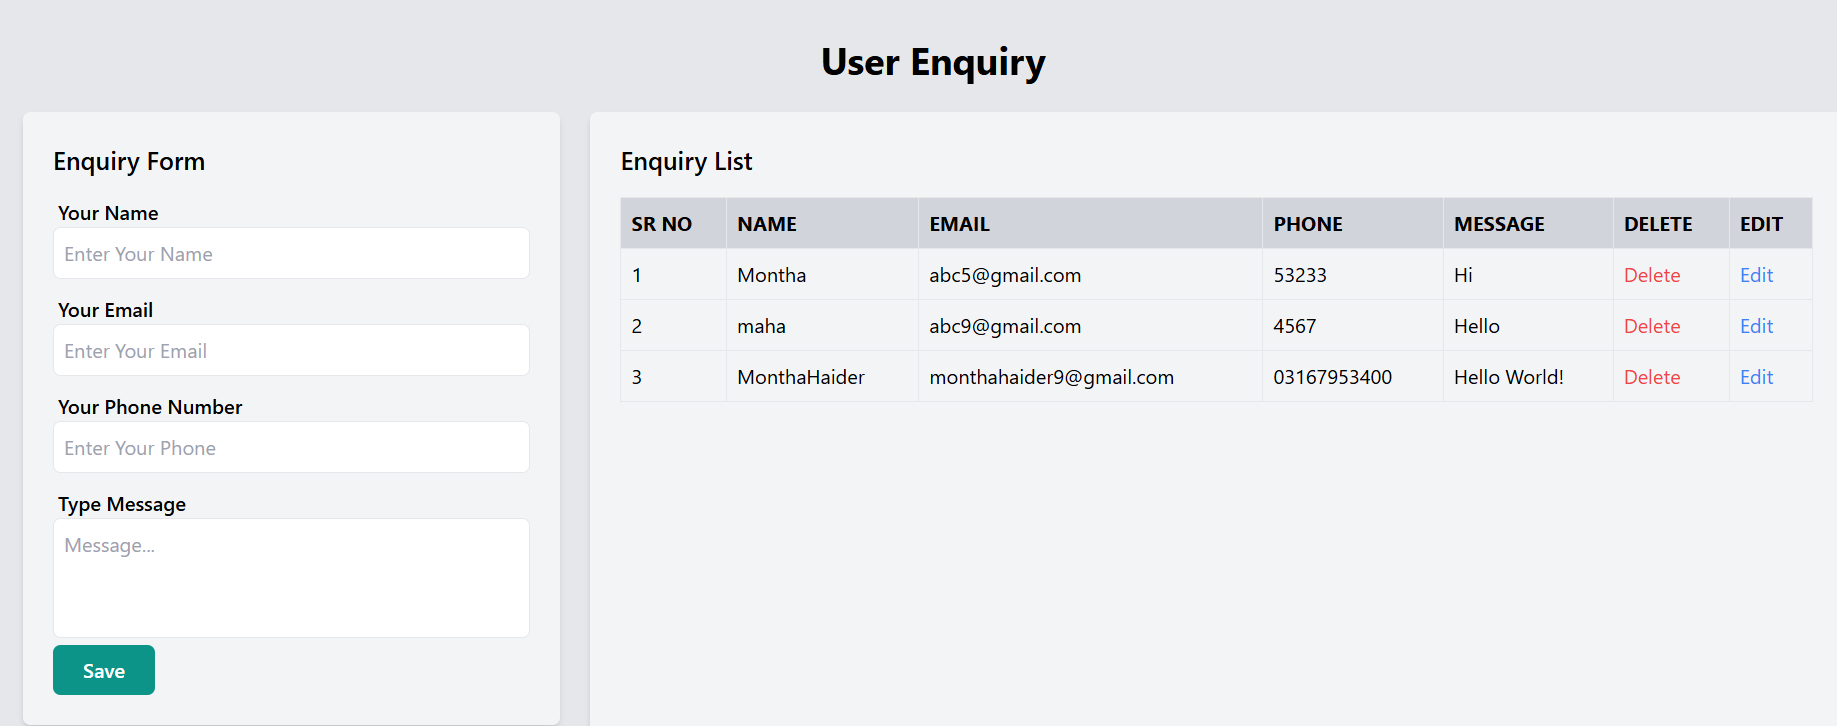 User Enquiry
Enquiry Form
Your Name
Enter Your Name
Your Email
Enter Your Email
Your Phone Number
Enter Your Phone
Type Message
Message...
Save
Enquiry List
SR NO NAME EMAIL PHONE MESSAGE DELETE EDIT
1 Montha abc5@gmail.com 53233 Hi Delete Edit
2 maha abc9@gmail.com 4567 Hello Delete Edit
3 MonthaHaider monthahaider9@gmail.com 03167953400 Hello World! Delete Edit